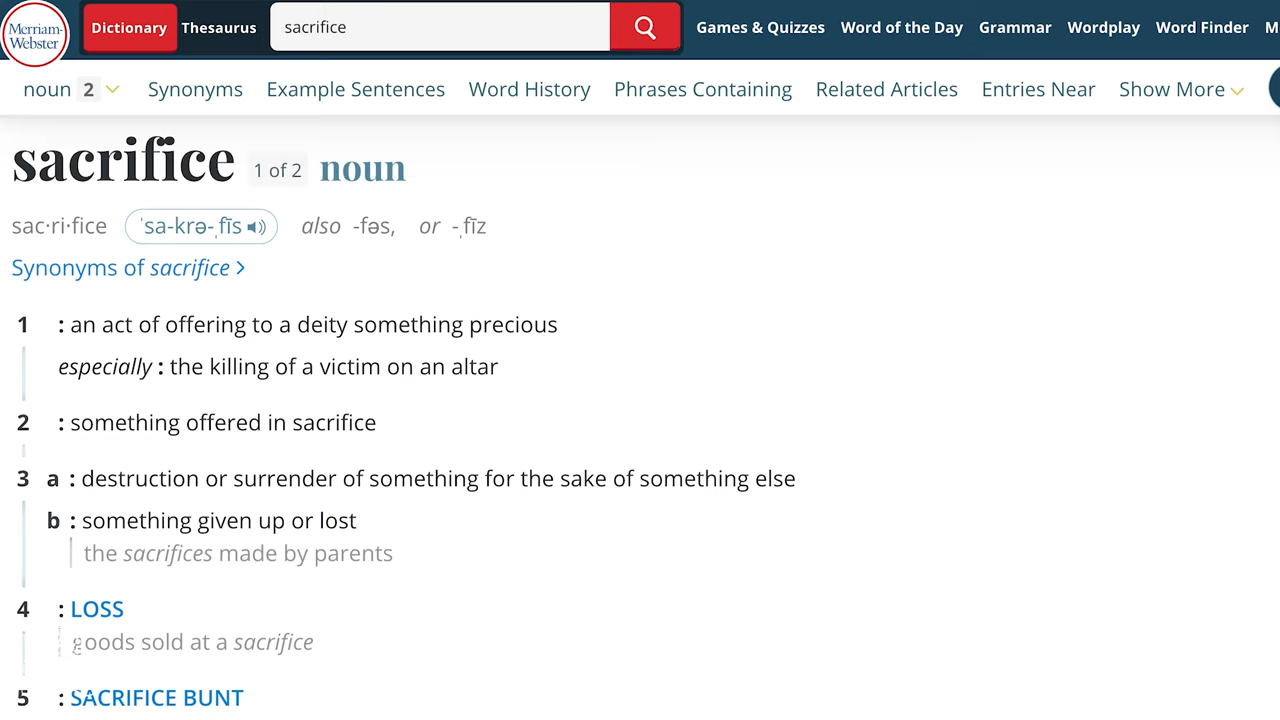 Merriam-
Webster
Dictionary Thesaurus sacrifice Games & Quizzes Word of the Day Grammar Wordplay Word Finder M
noun 2 Synonyms Example Sentences Word History Phrases Containing Related Articles Entries Near Show More
sacrifice 1 of 2 noun
sac·ri·fice ˈsa-krə-ˌfīs also -fəs, or -ˌfīz
Synonyms of sacrifice
1 : an act of offering to a deity something precious
especially : the killing of a victim on an altar
2 : something offered in sacrifice
3 a : destruction or surrender of something for the sake of something else
b : something given up or lost
the sacrifices made by parents
4 : LOSS
goods sold at a sacrifice
5 : SACRIFICE BUNT